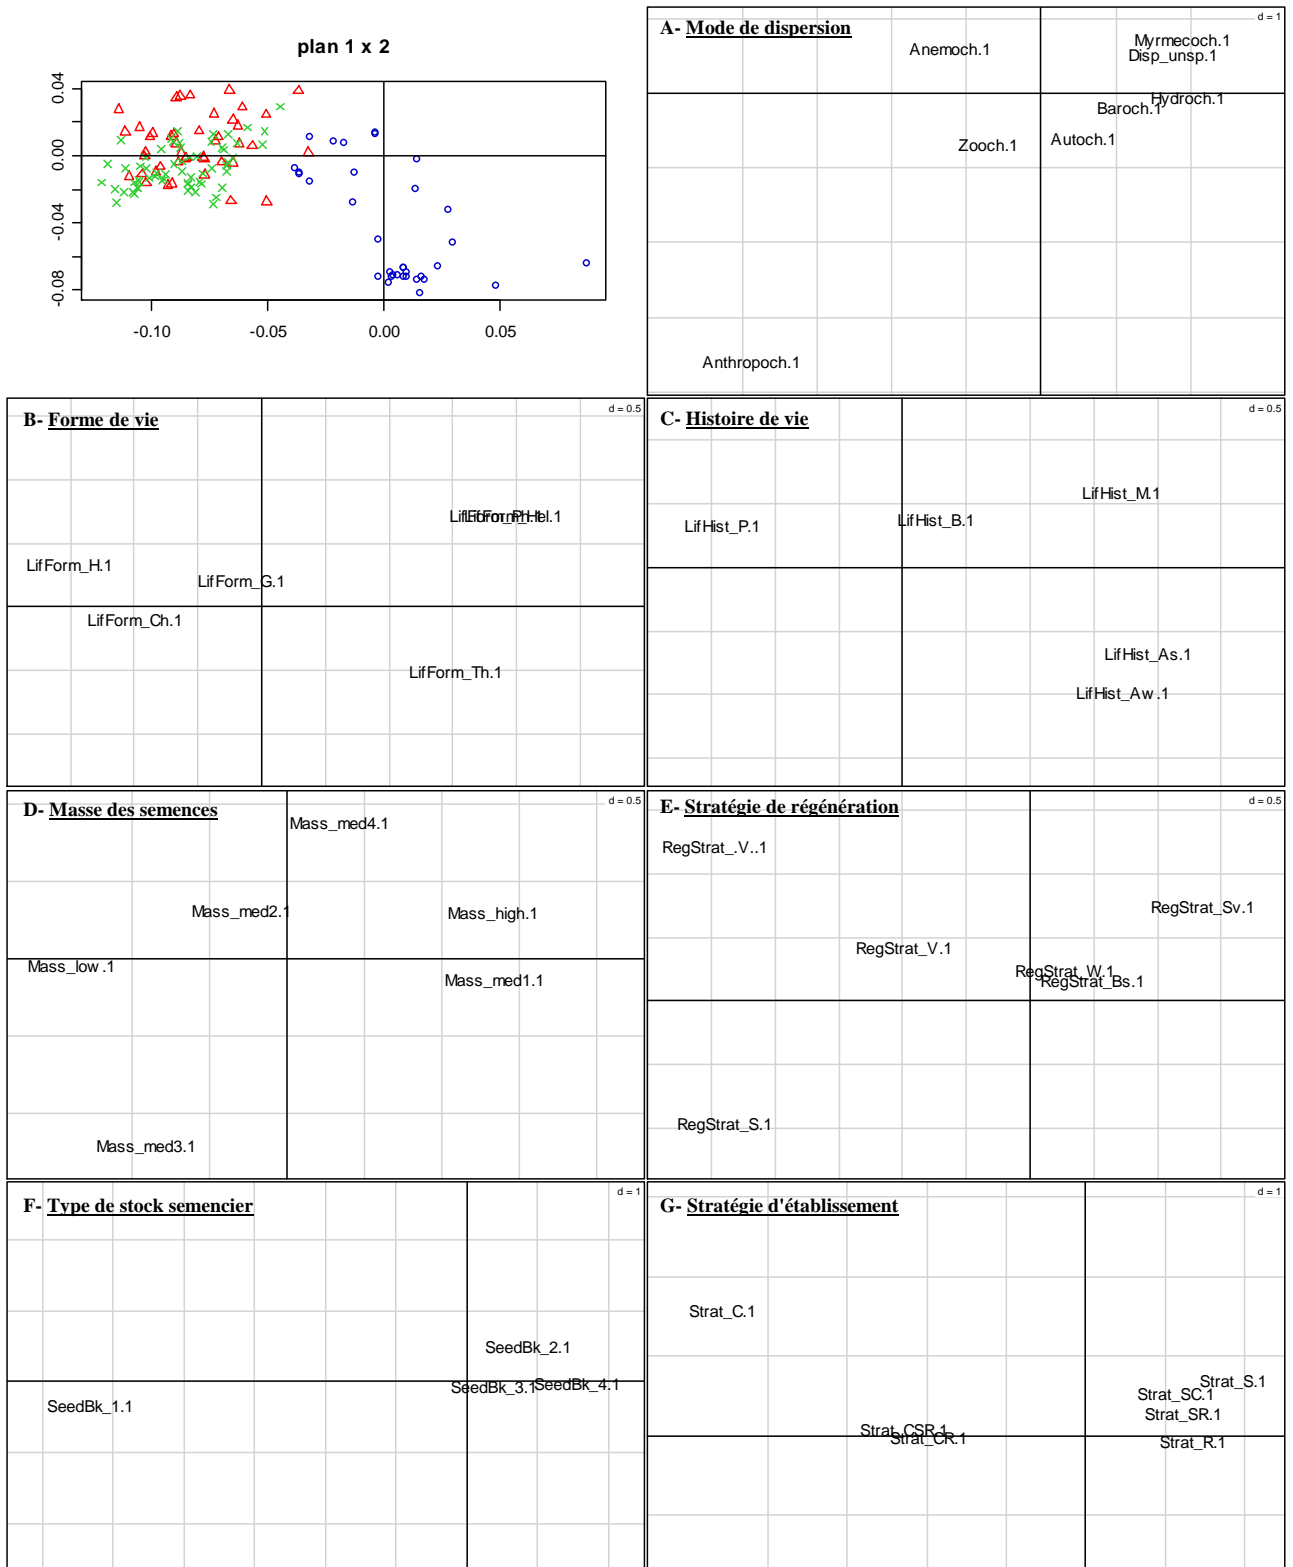 plan 1 x 2
0.04
0.00
-0.04
-0.08
-0.10
-0.05
0.00
0.05
A- Mode de dispersion
d = 1
Anemoch.1
Myrmecoch.1
Disp_unsp.1
Hydroch.1
Baroch.1
Autoch.1
Zooch.1
Anthropoch.1
B- Forme de vie
d = 0.5
LifForm_Hel.1
LifForm_H.1
LifForm_G.1
LifForm_Ch.1
LifForm_Th.1
C- Histoire de vie
d = 0.5
LifHist_M.1
LifHist_B.1
LifHist_P.1
LifHist_As.1
LifHist_Aw.1
D- Masse des semences
d = 0.5
Mass_med4.1
Mass_med2.1
Mass_high.1
Mass_low.1
Mass_med1.1
Mass_med3.1
E- Stratégie de régénération
d = 0.5
RegStrat_.V..1
RegStrat_Sv.1
RegStrat_V.1
RegStrat_W.1
RegStrat_Bs.1
RegStrat_S.1
F- Type de stock semencier
d = 1
SeedBk_2.1
SeedBk_3.1
SeedBk_4.1
SeedBk_1.1
G- Stratégie d'établissement
d = 1
Strat_C.1
Strat_S.1
Strat_SC.1
Strat_SR.1
Strat_CSR.1
Strat_CR.1
Strat_R.1